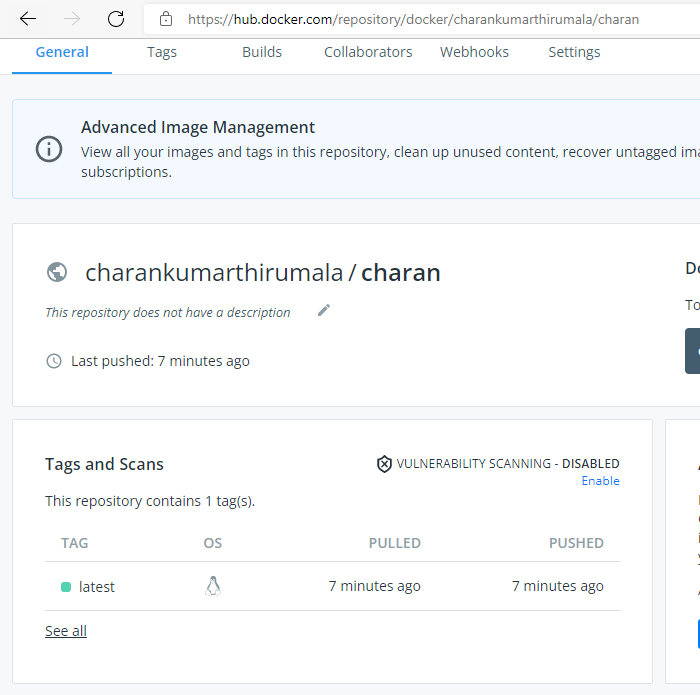 https://hub.docker.com/repository/docker/charankumarthirumala/charan
General Tags Builds Collaborators Webhooks Settings
Advanced Image Management
View all your images and tags in this repository, clean up unused content, recover untagged
subscriptions.
charankumarthirumala / charan
This repository does not have a description
Last pushed: 7 minutes ago
To
Tags and Scans
VULNERABILITY SCANNING - DISABLED
Enable
This repository contains 1 tag(s).
TAG OS PULLED PUSHED
latest 7 minutes ago 7 minutes ago
See all